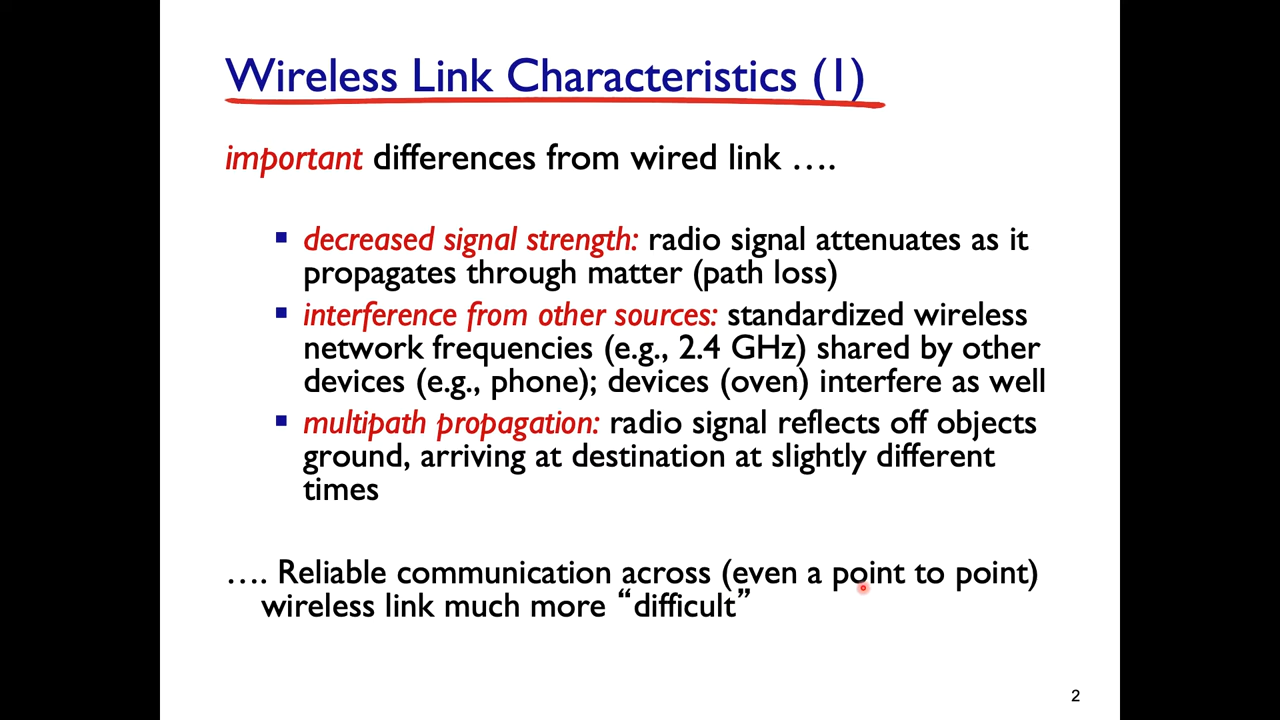 Wireless Link Characteristics (1)
important differences from wired link ….
▪ decreased signal strength: radio signal attenuates as it
propagates through matter (path loss)
▪ interference from other sources: standardized wireless
network frequencies (e.g., 2.4 GHz) shared by other
devices (e.g., phone); devices (oven) interfere as well
▪ multipath propagation: radio signal reflects off objects
ground, arriving at destination at slightly different
times
…. Reliable communication across (even a point to point)
wireless link much more “difficult”
2